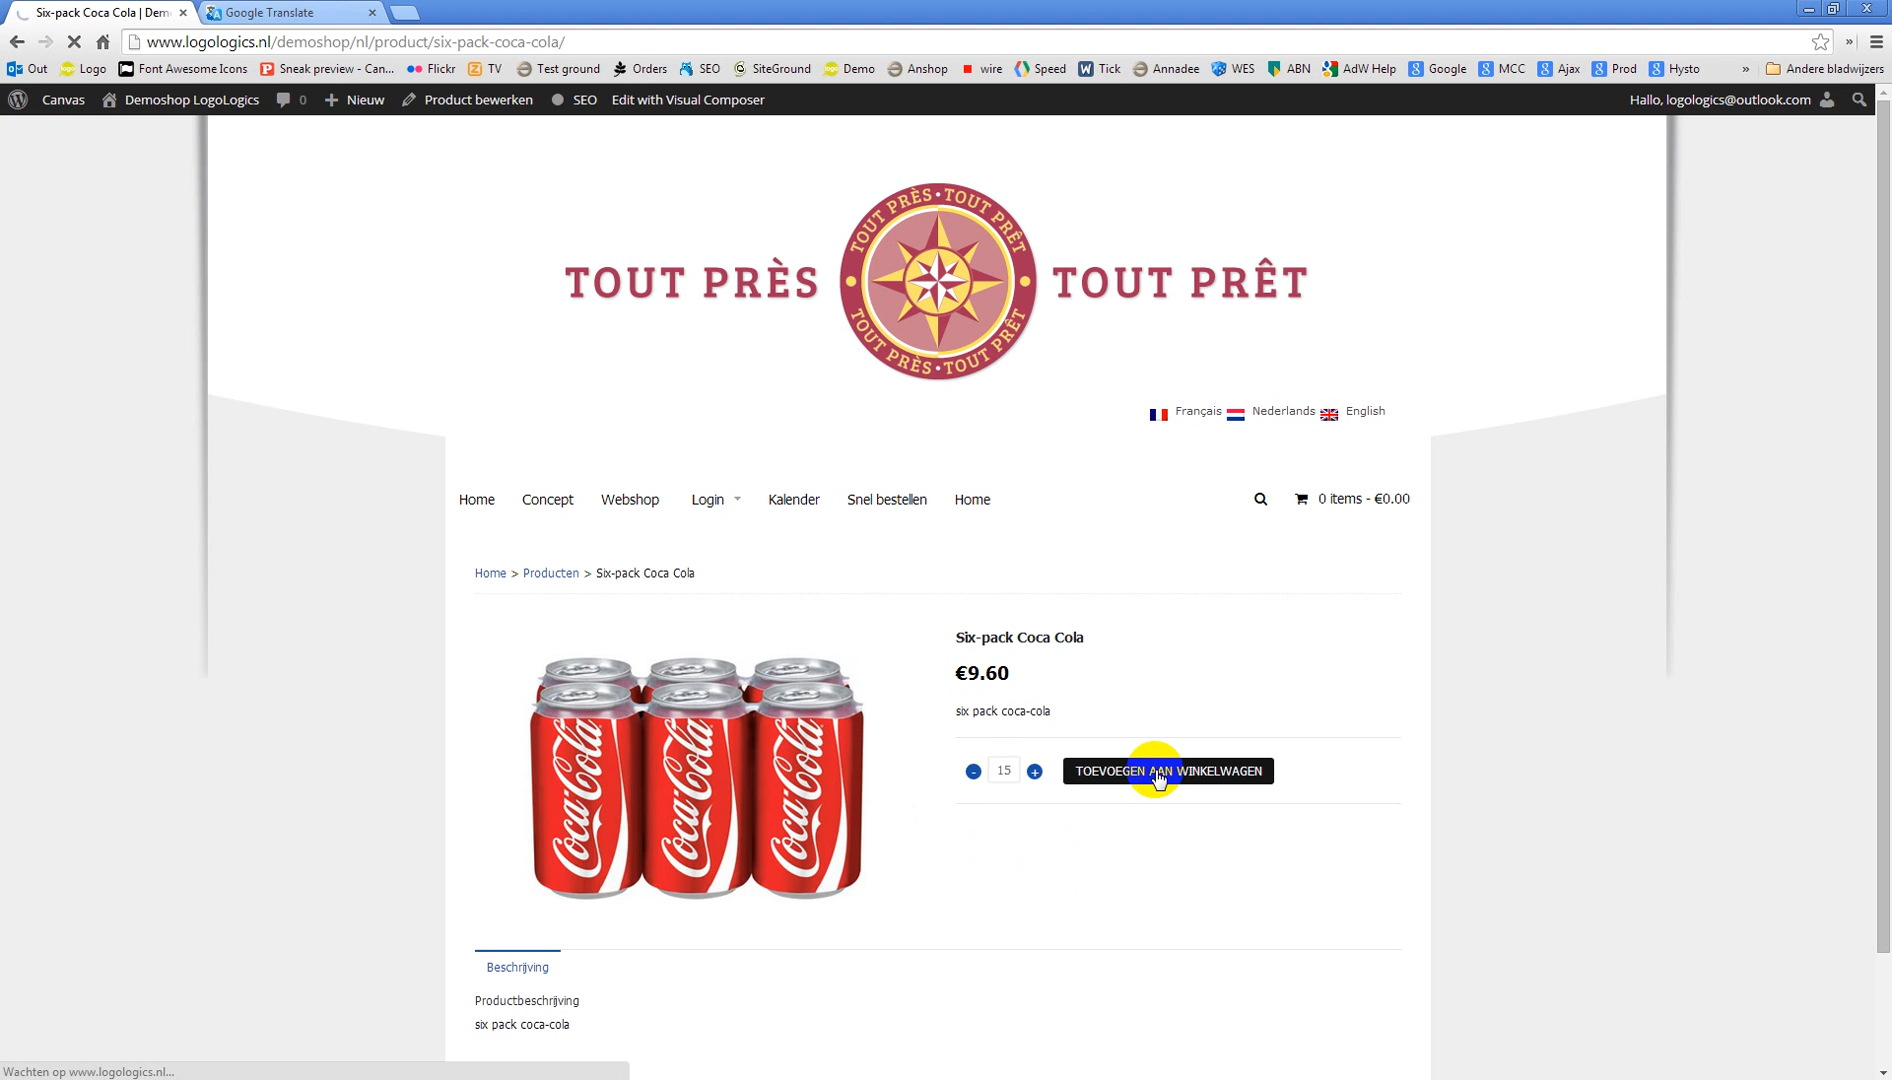 Six-pack Coca Cola | Dem
Google Translate
www.logologics.nl/demoshop/nl/product/six-pack-coca-cola/
Out Logo Font Awesome Icons Sneak preview - Can... Flickr TV Test ground Orders SEO SiteGround Demo Anshop wire Speed Tick Annadee WES ABN AdW Help Google MCC Ajax Prod Hysto » Andere bladwijzers
Canvas Demoshop LogoLogics 0 + Nieuw Product bewerken SEO Edit with Visual Composer Hallo, logologics@outlook.com
TOUT PRÈS • TOUT PRÊT
TOUT PRÈS TOUT PRÊT
TOUT PRÈS • TOUT PRÊT
Français Nederlands English
Home Concept Webshop Login Kalender Snel bestellen Home 0 items - €0.00
Home > Producten > Six-pack Coca Cola
Six-pack Coca Cola
€9.60
six pack coca-cola
- 15 + TOEVOEGEN AAN WINKELWAGEN
Coca-Cola Coca-Cola Coca-Cola
Beschrijving
Productbeschrijving
six pack coca-cola
Wachten op www.logologics.nl...